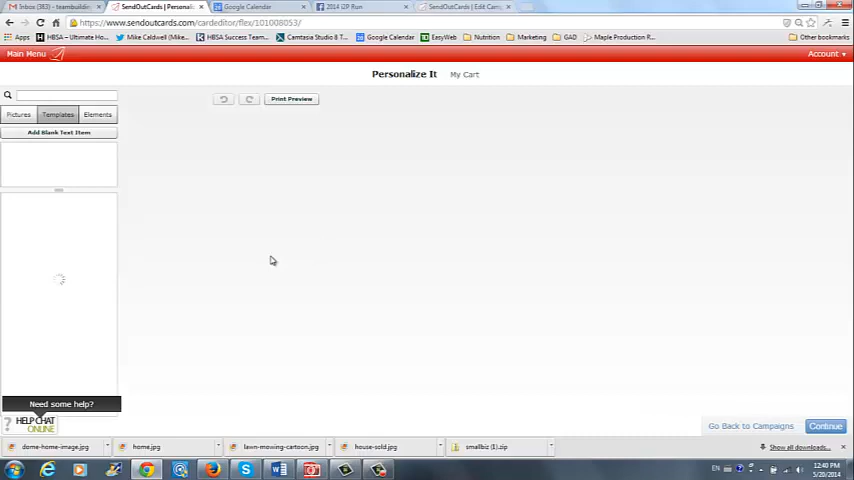 Inbox (383) - teambuilding
SendOutCards | Personali
Google Calendar
2014 I2P Run
SendOutCards | Edit Cam
https://www.sendoutcards.com/cardeditor/flex/101008053/
Apps
HBSA – Ultimate Ho...
Mike Caldwell (Mike...
HBSA Success Team...
Camtasia Studio 8 T...
Google Calendar
EasyWeb
Nutrition
Marketing
GAD
Maple Production R...
Other bookmarks
Main Menu
Account
Personalize It
My Cart
Print Preview
Pictures
Templates
Elements
Add Blank Text Item
Need some help?
?
HELP CHAT
ONLINE
Go Back to Campaigns
Continue
dome-home-image.jpg
home.jpg
lawn-mowing-cartoon.jpg
house-sold.jpg
smallbiz (1).zip
Show all downloads...
EN
12:40 PM
5/20/2014